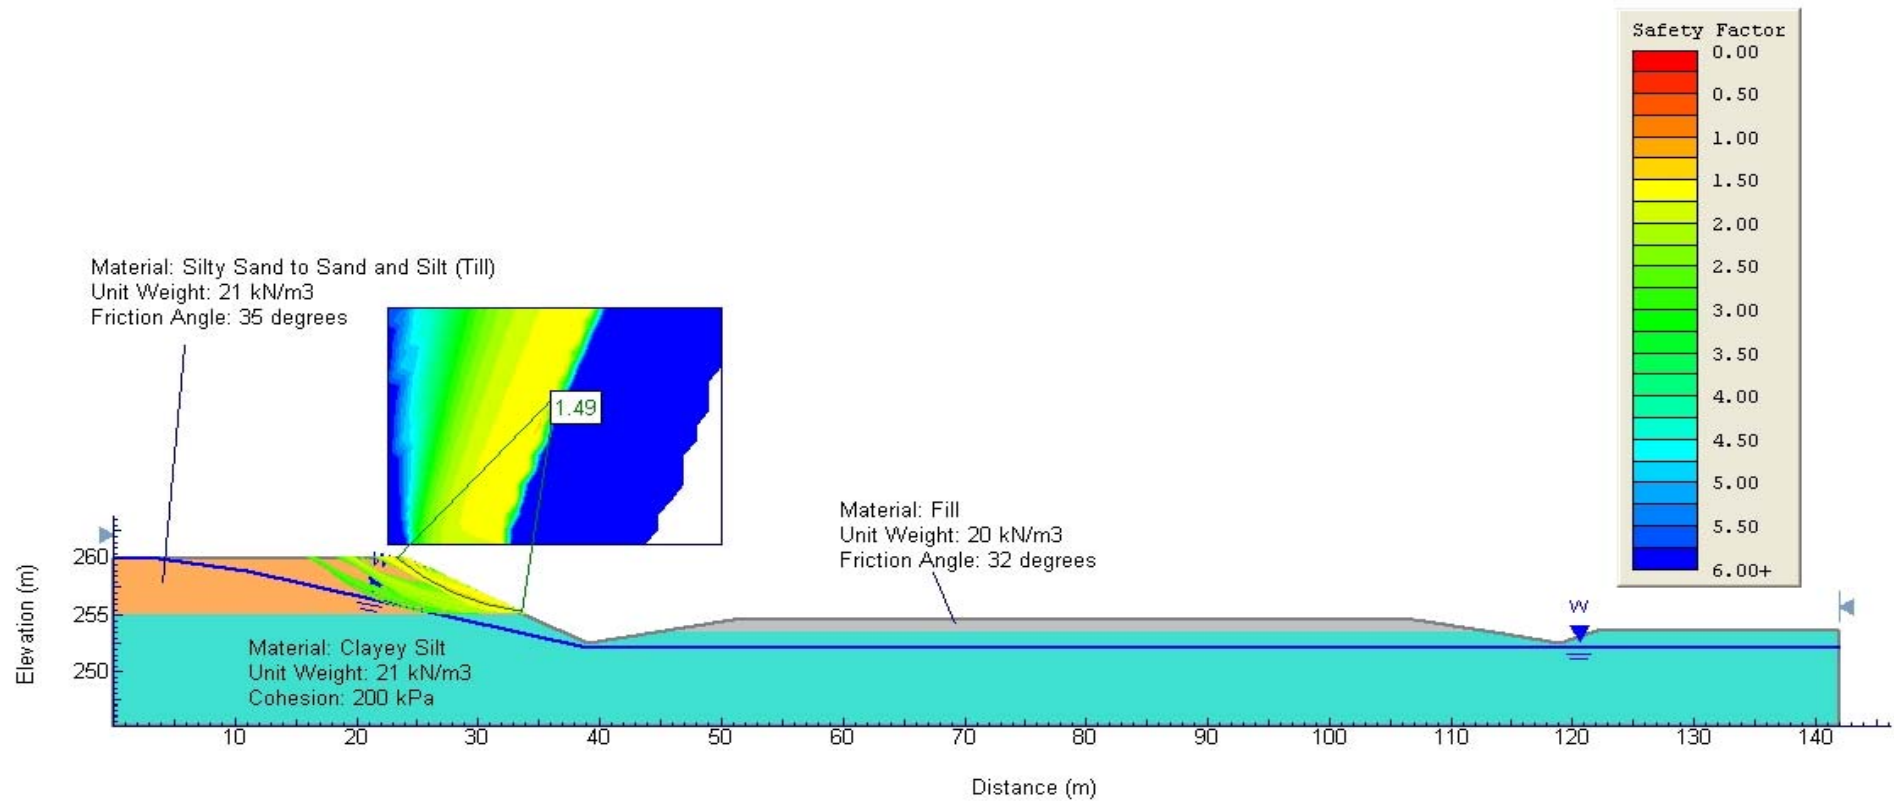 Safety Factor
0.00
0.50
1.00
1.50
2.00
2.50
3.00
3.50
4.00
4.50
5.00
5.50
6.00+
Material: Silty Sand to Sand and Silt (Till)
Unit Weight: 21 kN/m3
Friction Angle: 35 degrees
1.49
Material: Fill
Unit Weight: 20 kN/m3
Friction Angle: 32 degrees
W
Material: Clayey Silt
Unit Weight: 21 kN/m3
Cohesion: 200 kPa
Elevation (m)
260
255
250
10 20 30 40 50 60 70 80 90 100 110 120 130 140
Distance (m)